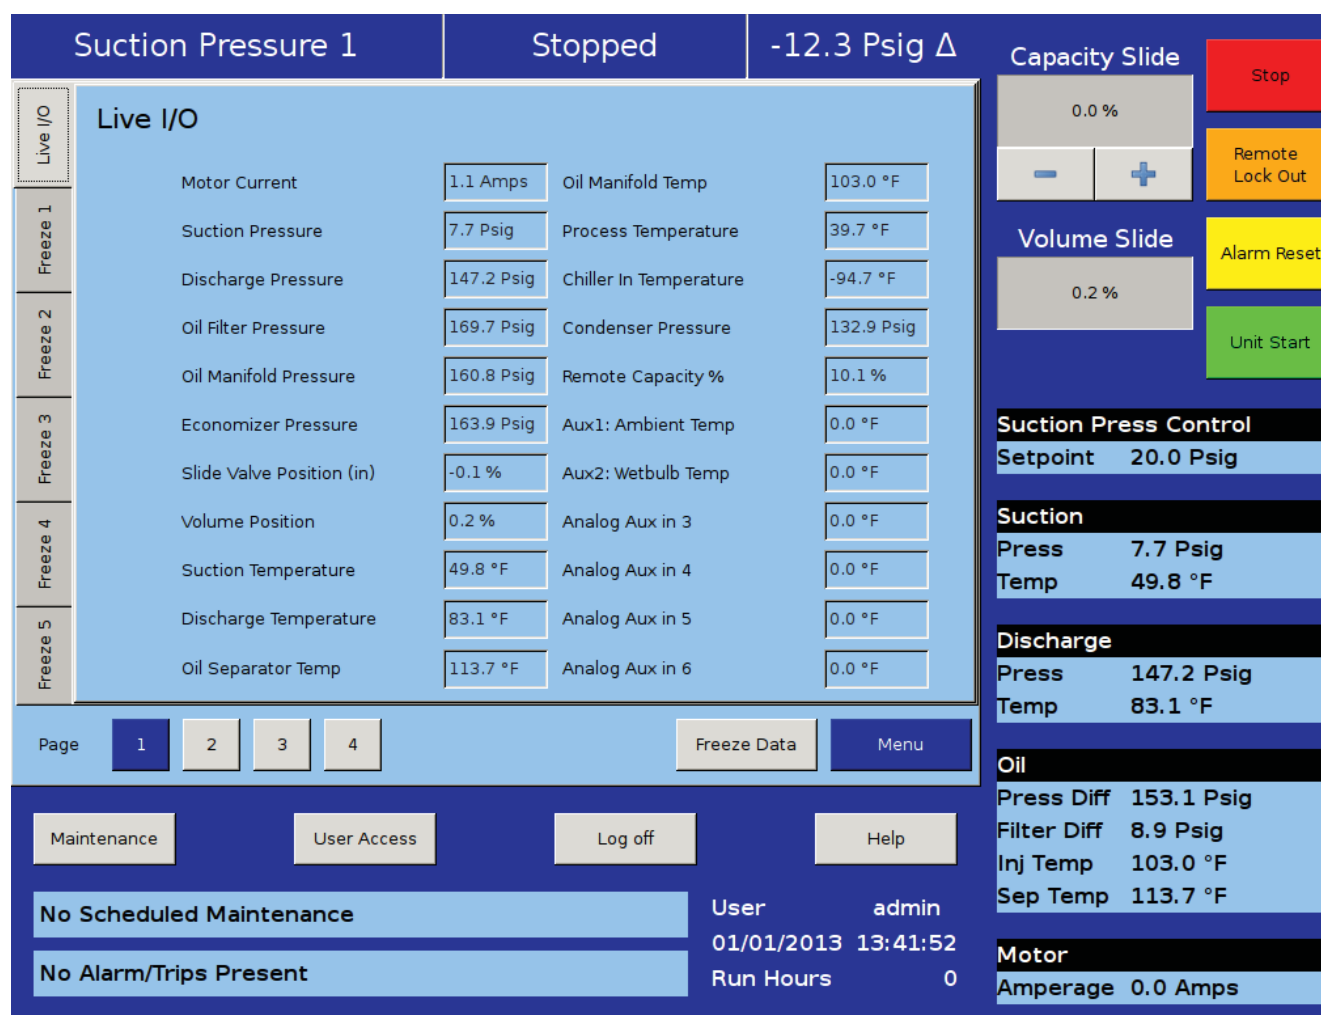 Suction Pressure 1
Stopped
-12.3 Psig Δ
Live I/O
Freeze 1
Freeze 2
Freeze 3
Freeze 4
Freeze 5
Live I/O
Motor Current 1.1 Amps Oil Manifold Temp 103.0 °F
Suction Pressure 7.7 Psig Process Temperature 39.7 °F
Discharge Pressure 147.2 Psig Chiller In Temperature -94.7 °F
Oil Filter Pressure 169.7 Psig Condenser Pressure 132.9 Psig
Oil Manifold Pressure 160.8 Psig Remote Capacity % 10.1 %
Economizer Pressure 163.9 Psig Aux1: Ambient Temp 0.0 °F
Slide Valve Position (in) -0.1 % Aux2: Wetbulb Temp 0.0 °F
Volume Position 0.2 % Analog Aux in 3 0.0 °F
Suction Temperature 49.8 °F Analog Aux in 4 0.0 °F
Discharge Temperature 83.1 °F Analog Aux in 5 0.0 °F
Oil Separator Temp 113.7 °F Analog Aux in 6 0.0 °F
Page 1 2 3 4 Freeze Data Menu
Maintenance User Access Log off Help
No Scheduled Maintenance
No Alarm/Trips Present
User admin
01/01/2013 13:41:52
Run Hours 0
Capacity Slide
0.0 %
Volume Slide
0.2 %
Stop
Remote
Lock Out
Alarm Reset
Unit Start
Suction Press Control
Setpoint 20.0 Psig
Suction
Press 7.7 Psig
Temp 49.8 °F
Discharge
Press 147.2 Psig
Temp 83.1 °F
Oil
Press Diff 153.1 Psig
Filter Diff 8.9 Psig
Inj Temp 103.0 °F
Sep Temp 113.7 °F
Motor
Amperage 0.0 Amps